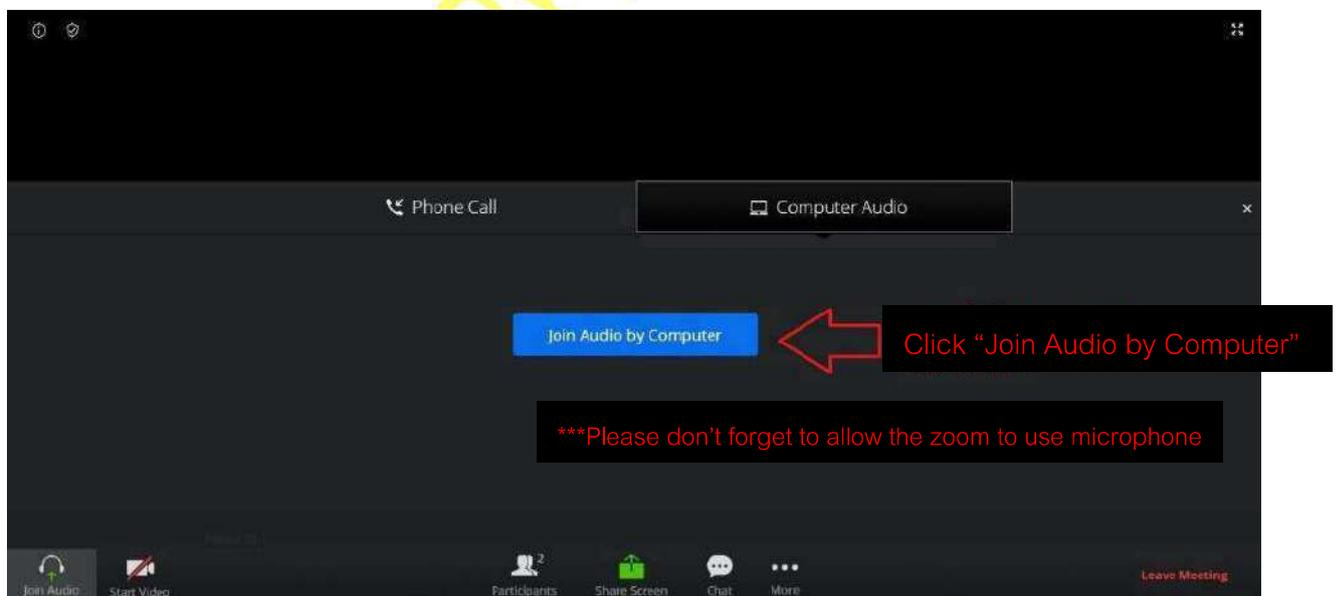 Phone Call
Computer Audio
Join Audio by Computer
Click “Join Audio by Computer”
***Please don’t forget to allow the zoom to use microphone
Join Audio
Start Video
Participants
2
Share Screen
Chat
More
Leave Meeting